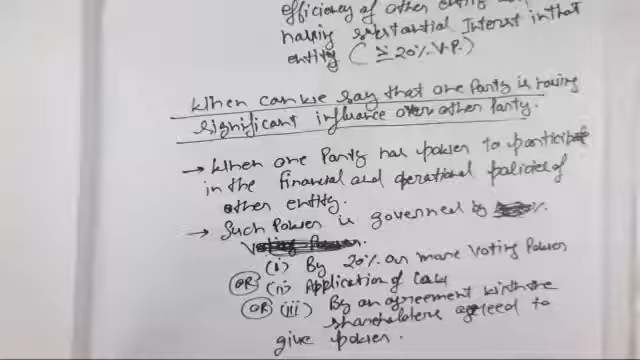 efficiency of other entity
having substantial Interest in that
entity ( ≥ 20% V.P.)
When can we say that one Party is having
significant influence over other Party.
→ When one Party has power to particip
in the financial and operational policies of
other entity.
→ Such Power is governed by %.
Voting Power.
(i) By 20% or more Voting Power
OR (ii) Application of Law
OR (iii) By an agreement with the
shareholders agreed to
give power.